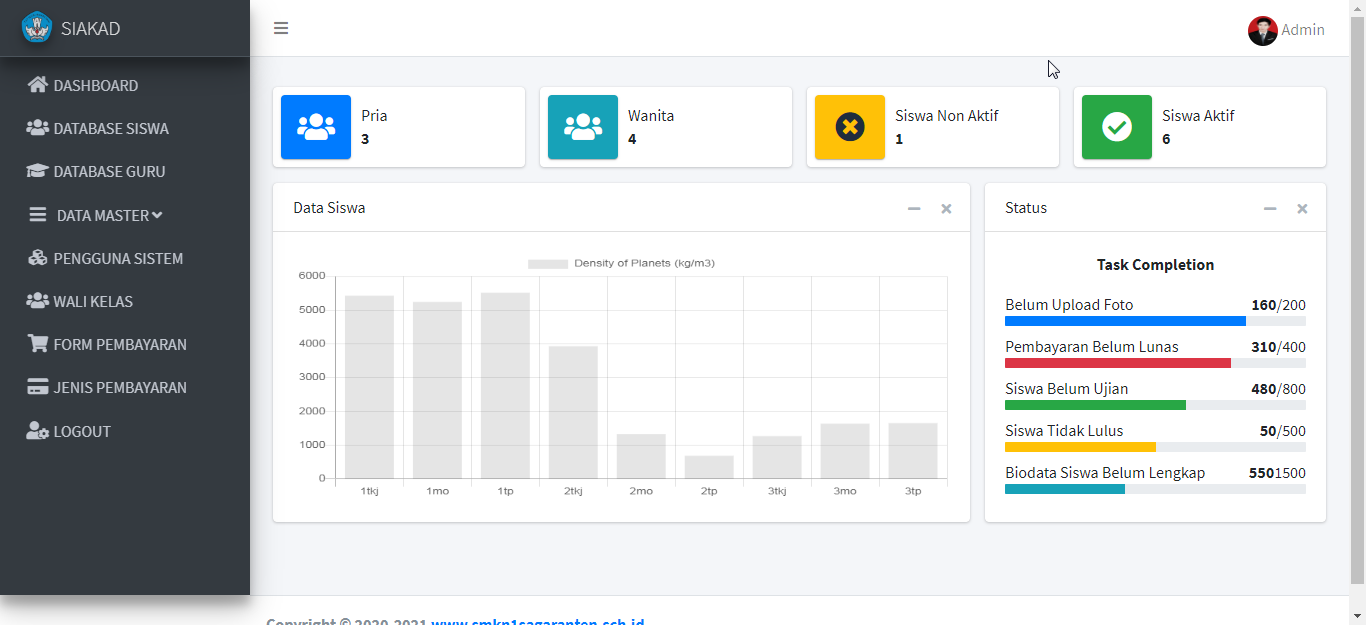 SIAKAD
Admin
DASHBOARD
DATABASE SISWA
DATABASE GURU
DATA MASTER
PENGGUNA SISTEM
WALI KELAS
FORM PEMBAYARAN
JENIS PEMBAYARAN
LOGOUT
Pria
3
Wanita
4
Siswa Non Aktif
1
Siswa Aktif
6
Data Siswa
Density of Planets (kg/m3)
6000
5000
4000
3000
2000
1000
0
1tkj 1mo 1tp 2tkj 2mo 2tp 3tkj 3mo 3tp
Status
Task Completion
Belum Upload Foto 160/200
Pembayaran Belum Lunas 310/400
Siswa Belum Ujian 480/800
Siswa Tidak Lulus 50/500
Biodata Siswa Belum Lengkap 5501500
Copyright © 2020-2021 www.smkn1sagaranten.sch.id